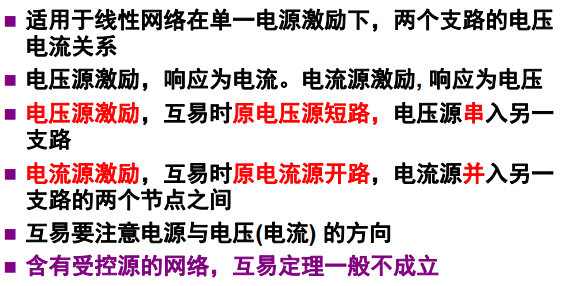 ■ 适用于线性网络在单一电源激励下，两个支路的电压
电流关系
■ 电压源激励，响应为电流。电流源激励, 响应为电压
■ 电压源激励，互易时原电压源短路，电压源串入另一
支路
■ 电流源激励，互易时原电流源开路，电流源并入另一
支路的两个节点之间
■ 互易要注意电源与电压(电流) 的方向
■ 含有受控源的网络，互易定理一般不成立